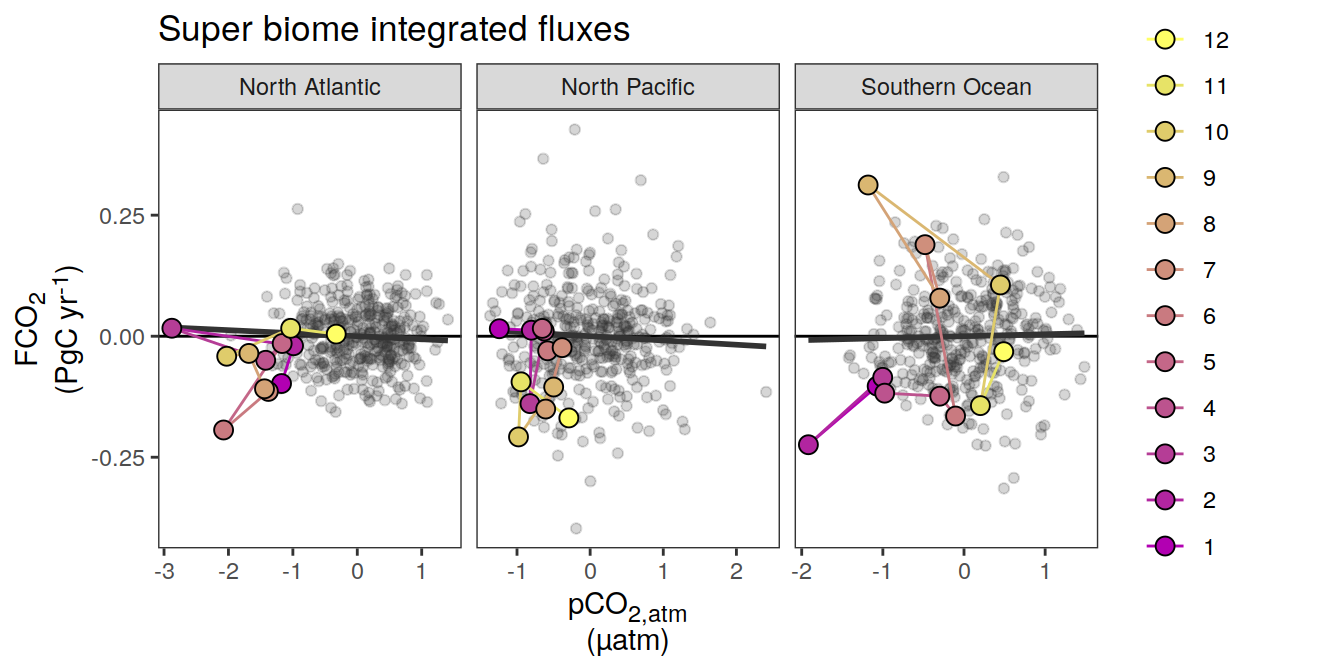 Super biome integrated fluxes
North Atlantic
North Pacific
Southern Ocean
FCO2
(PgC yr-1)
0.25
0.00
-0.25
-3 -2 -1 0 1
-1 0 1 2
-2 -1 0 1
pCO2,atm
(µatm)
12
11
10
9
8
7
6
5
4
3
2
1